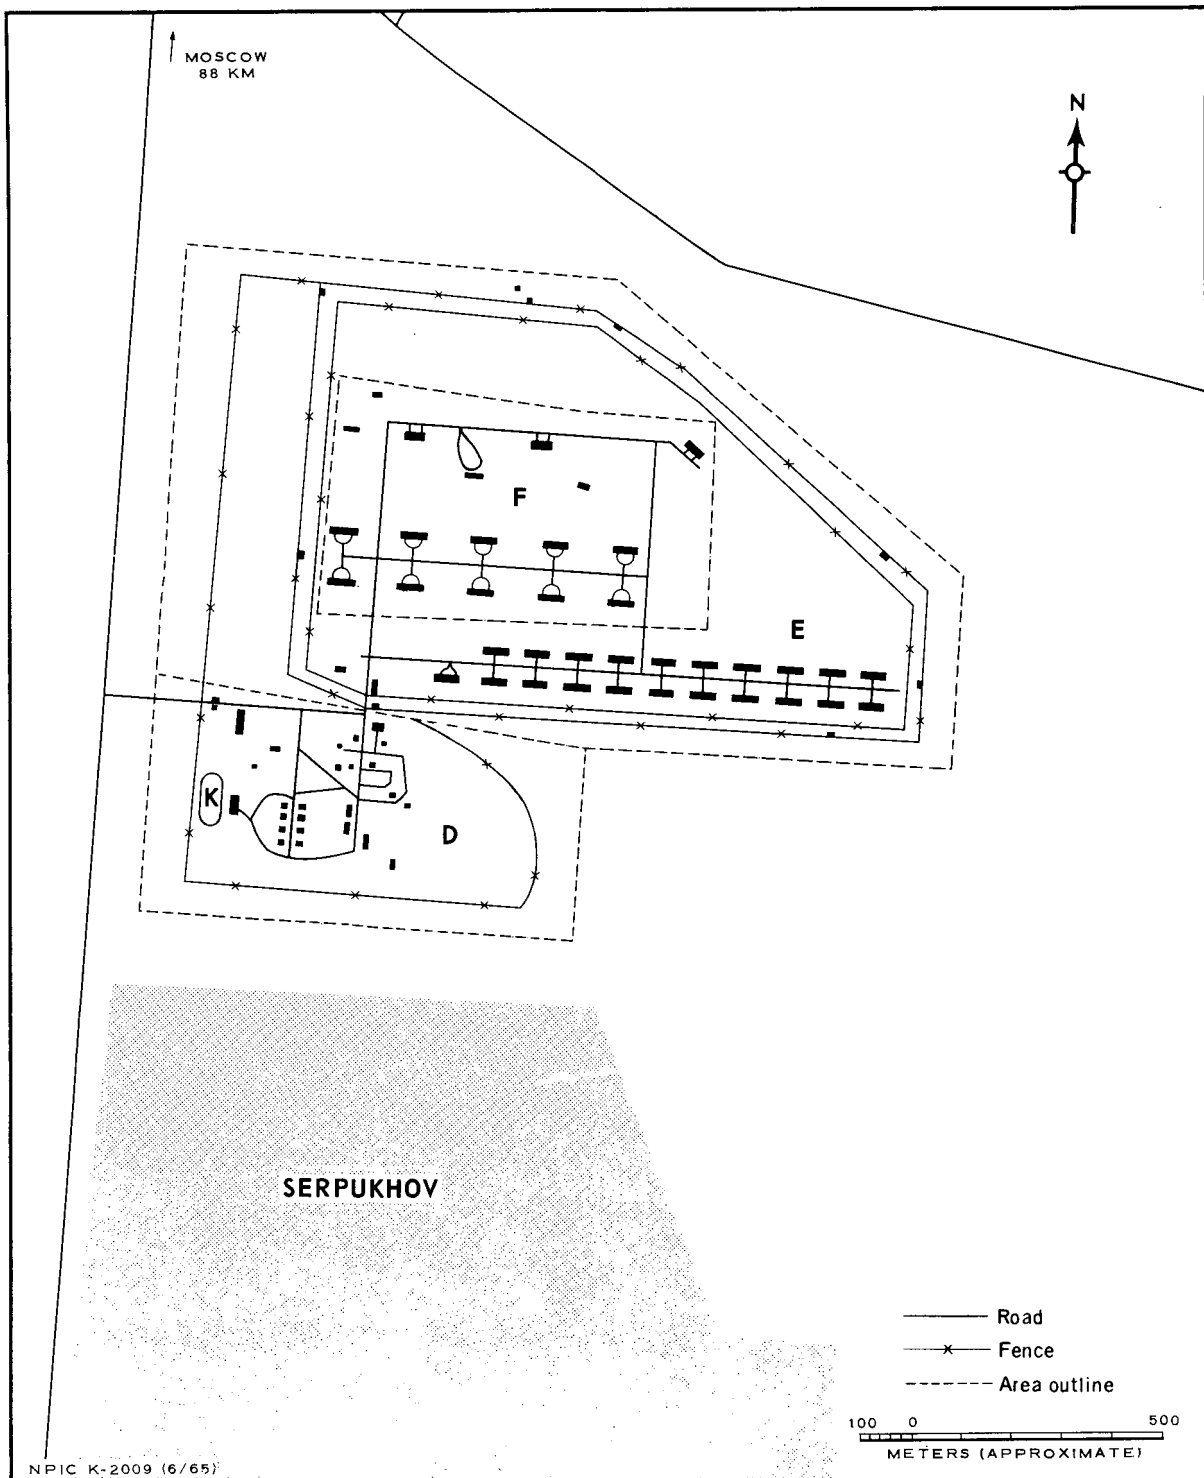 MOSCOW
88 KM
N
F
E
K
D
SERPUKHOV
Road
Fence
Area outline
100 0 500
METERS (APPROXIMATE)
NPIC K-2009 (6/65)